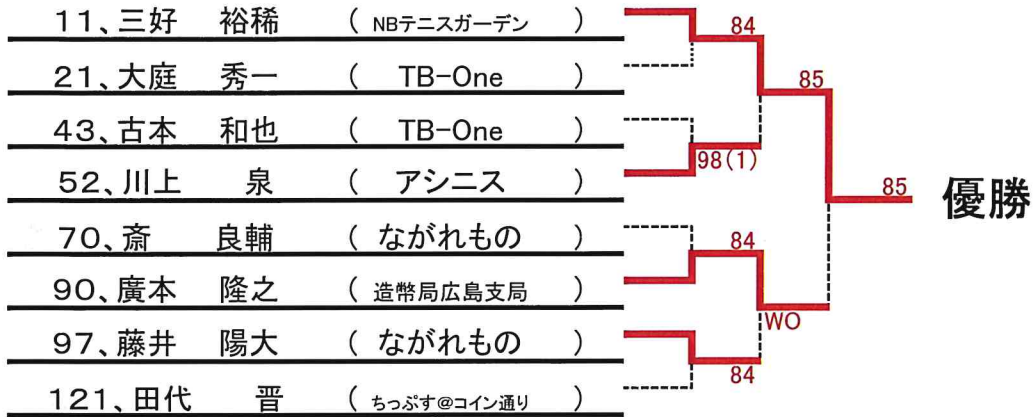 11、三好 裕稀 ( NBテニスガーデン )
84
21、大庭 秀一 ( TB-One )
85
43、古本 和也 ( TB-One )
98(1)
52、川上 泉 ( アシニス )
85
優勝
70、斎 良輔 ( ながれもの )
84
90、廣本 隆之 ( 造幣局広島支局 )
WO
97、藤井 陽大 ( ながれもの )
84
121、田代 晋 ( ちっぷす@コイン通り )